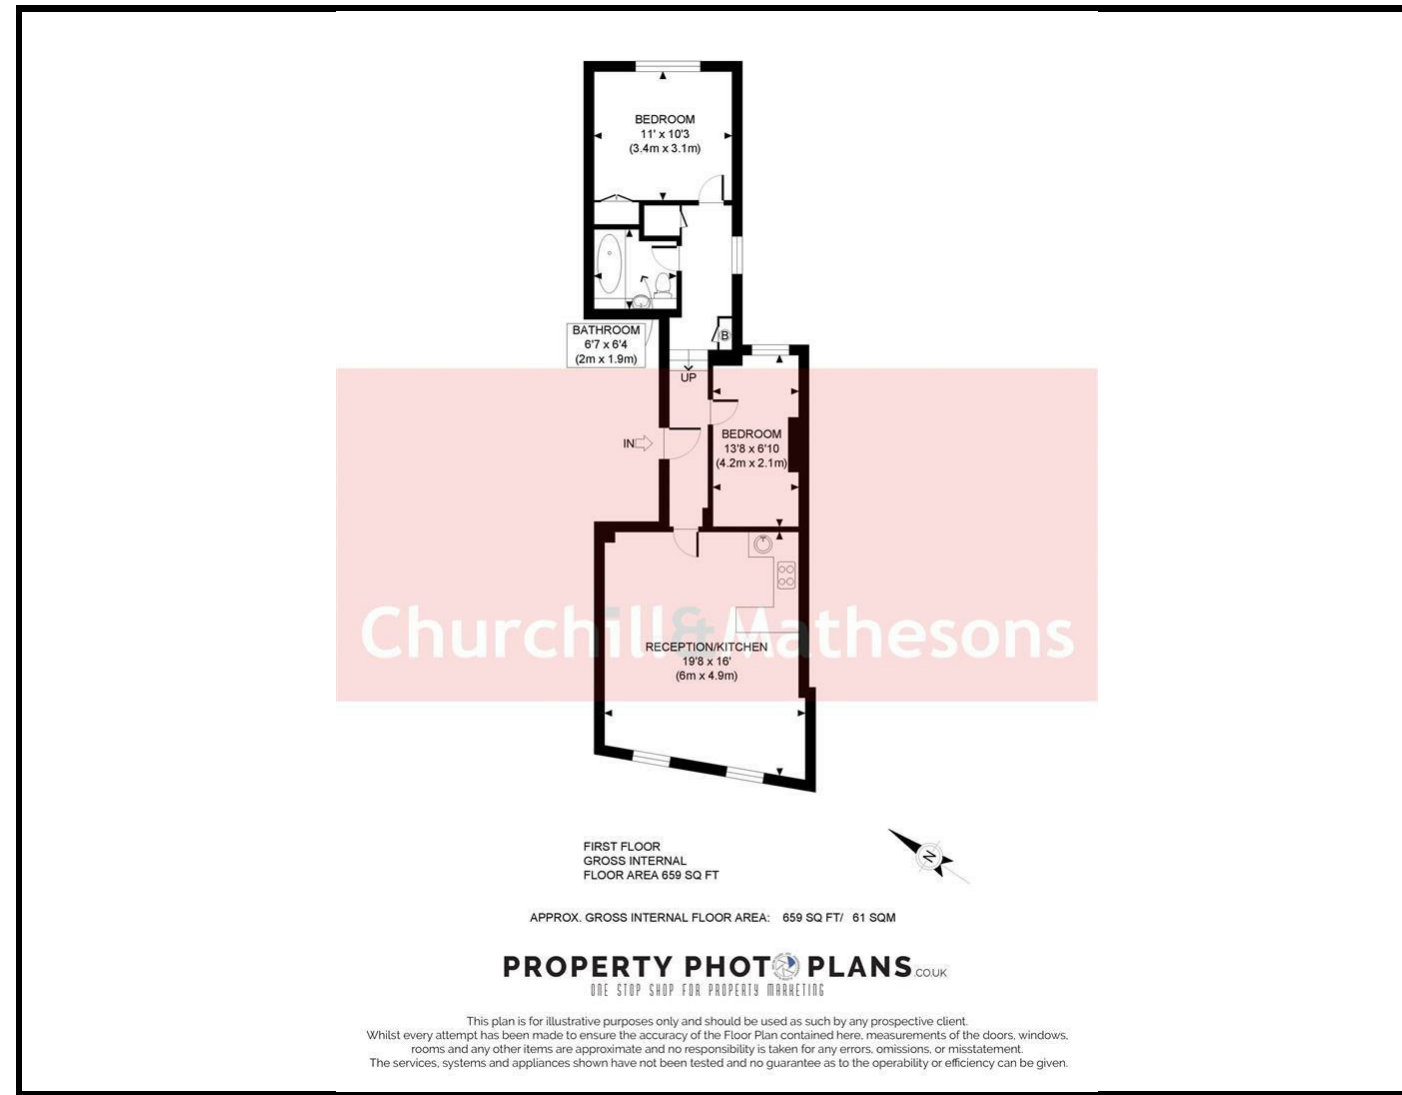 BEDROOM
11' x 10'3
(3.4m x 3.1m)
B
BATHROOM
6'7 x 6'4
(2m x 1.9m)
UP
IN
BEDROOM
13'8 x 6'10
(4.2m x 2.1m)
Churchill&Mathesons
RECEPTION/KITCHEN
19'8 x 16'
(6m x 4.9m)
FIRST FLOOR
GROSS INTERNAL
FLOOR AREA 659 SQ FT
N
APPROX. GROSS INTERNAL FLOOR AREA: 659 SQ FT/ 61 SQM
PROPERTY PHOTO PLANS.CO.UK
ONE STOP SHOP FOR PROPERTY MARKETING
This plan is for illustrative purposes only and should be used as such by any prospective client.
Whilst every attempt has been made to ensure the accuracy of the Floor Plan contained here, measurements of the doors, windows,
rooms and any other items are approximate and no responsibility is taken for any errors, omissions, or misstatement.
The services, systems and appliances shown have not been tested and no guarantee as to the operability or efficiency can be given.